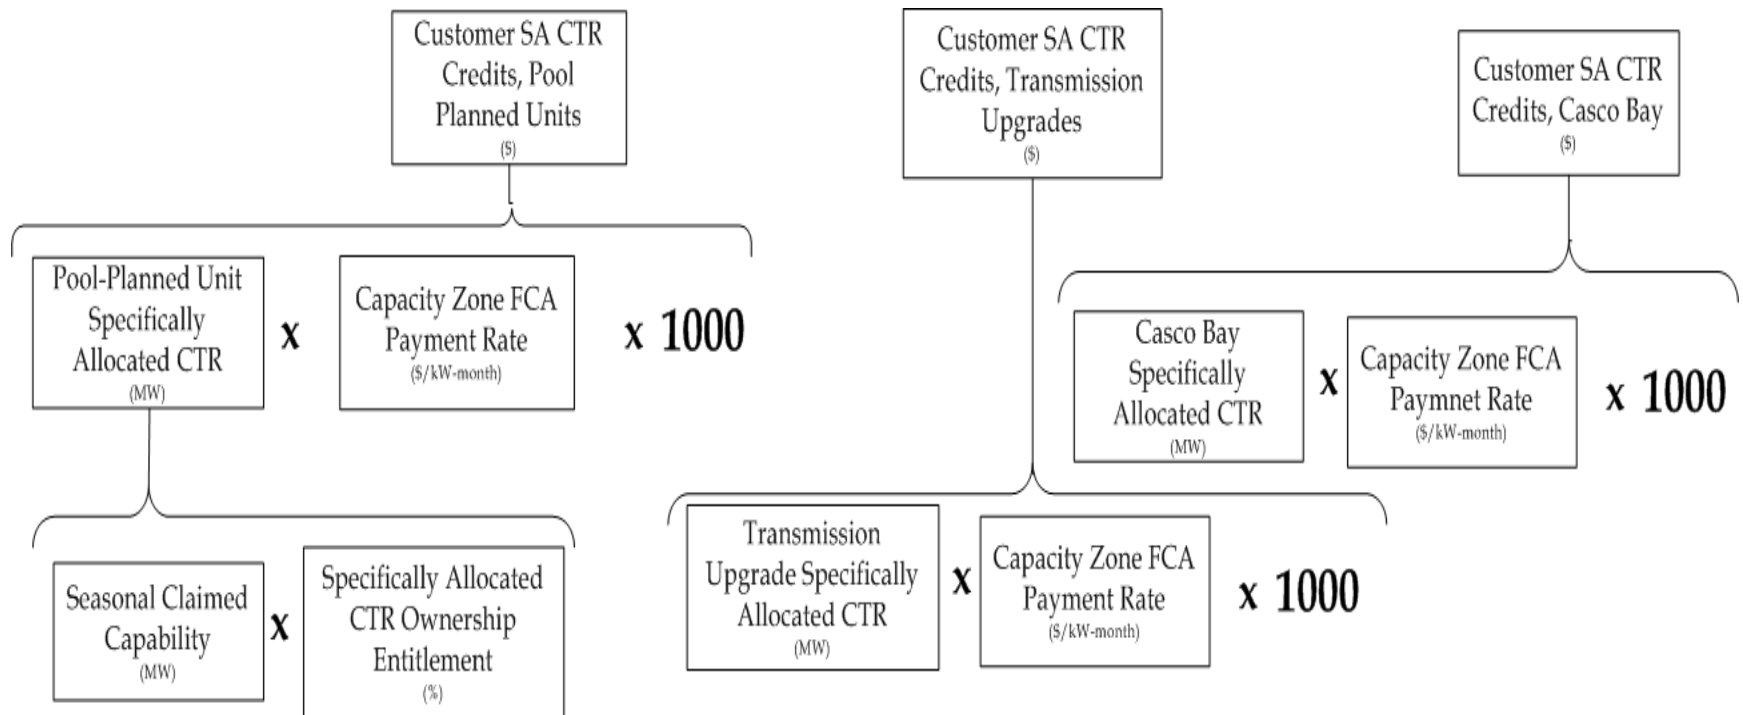 Customer SA CTR
Credits, Pool
Planned Units
($)
Customer SA CTR
Credits, Transmission
Upgrades
($)
Customer SA CTR
Credits, Casco Bay
($)
Pool-Planned Unit
Specifically
Allocated CTR
(MW)
x
Capacity Zone FCA
Payment Rate
($/kW-month)
x 1000
Casco Bay
Specifically
Allocated CTR
(MW)
x
Capacity Zone FCA
Paymnet Rate
($/kW-month)
x 1000
Seasonal Claimed
Capability
(MW)
x
Specifically Allocated
CTR Ownership
Entitlement
(%)
Transmission
Upgrade Specifically
Allocated CTR
(MW)
x
Capacity Zone FCA
Payment Rate
($/kW-month)
x 1000